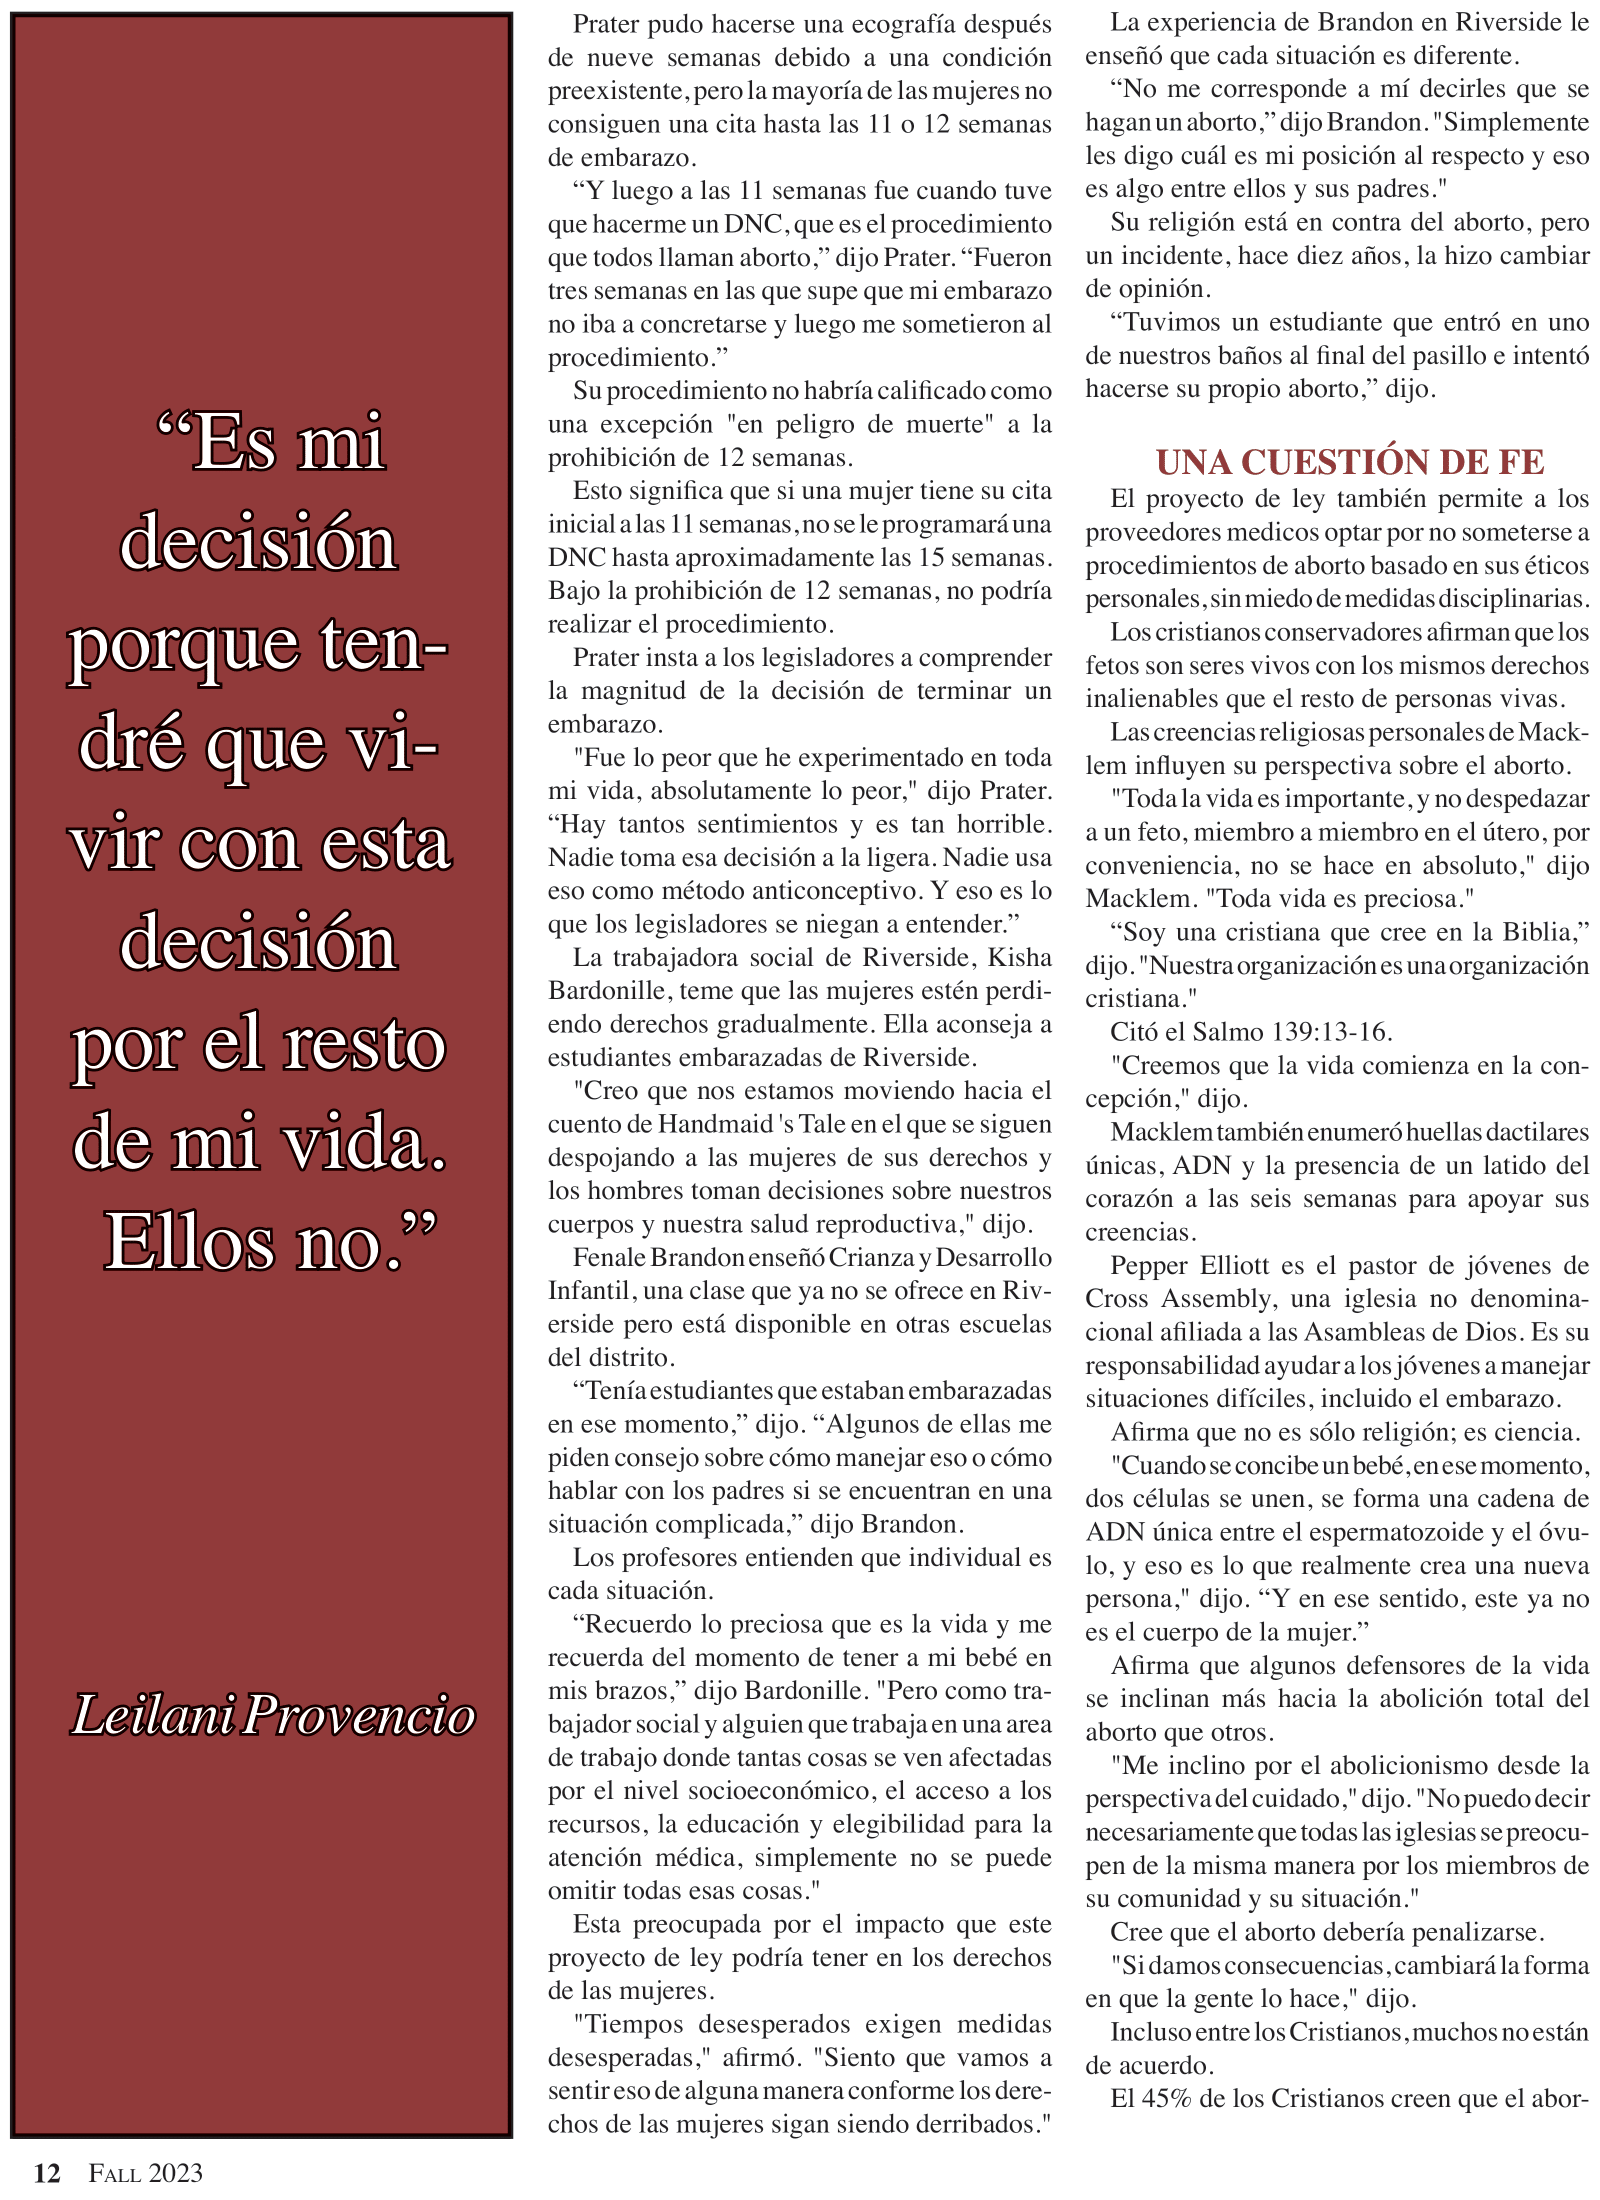 “Es mi
decisión
porque ten-
dré que vi-
vir con esta
decisión
por el resto
de mi vida.
Ellos no.”
Leilani Provencio
Prater pudo hacerse una ecografía después
de nueve semanas debido a una condición
preexistente, pero la mayoría de las mujeres no
consiguen una cita hasta las 11 o 12 semanas
de embarazo.
“Y luego a las 11 semanas fue cuando tuve
que hacerme un DNC, que es el procedimiento
que todos llaman aborto,” dijo Prater. “Fueron
tres semanas en las que supe que mi embarazo
no iba a concretarse y luego me sometieron al
procedimiento.”
Su procedimiento no habría calificado como
una excepción "en peligro de muerte" a la
prohibición de 12 semanas.
Esto significa que si una mujer tiene su cita
inicial a las 11 semanas, no se le programará una
DNC hasta aproximadamente las 15 semanas.
Bajo la prohibición de 12 semanas, no podría
realizar el procedimiento.
Prater insta a los legisladores a comprender
la magnitud de la decisión de terminar un
embarazo.
"Fue lo peor que he experimentado en toda
mi vida, absolutamente lo peor," dijo Prater.
“Hay tantos sentimientos y es tan horrible.
Nadie toma esa decisión a la ligera. Nadie usa
eso como método anticonceptivo. Y eso es lo
que los legisladores se niegan a entender.”
La trabajadora social de Riverside, Kisha
Bardonille, teme que las mujeres estén perdi-
endo derechos gradualmente. Ella aconseja a
estudiantes embarazadas de Riverside.
"Creo que nos estamos moviendo hacia el
cuento de Handmaid 's Tale en el que se siguen
despojando a las mujeres de sus derechos y
los hombres toman decisiones sobre nuestros
cuerpos y nuestra salud reproductiva," dijo.
Fenale Brandon enseñó Crianza y Desarrollo
Infantil, una clase que ya no se ofrece en Riv-
erside pero está disponible en otras escuelas
del distrito.
“Tenía estudiantes que estaban embarazadas
en ese momento,” dijo. “Algunos de ellas me
piden consejo sobre cómo manejar eso o cómo
hablar con los padres si se encuentran en una
situación complicada,” dijo Brandon.
Los profesores entienden que individual es
cada situación.
“Recuerdo lo preciosa que es la vida y me
recuerda del momento de tener a mi bebé en
mis brazos,” dijo Bardonille. "Pero como tra-
bajador social y alguien que trabaja en una area
de trabajo donde tantas cosas se ven afectadas
por el nivel socioeconómico, el acceso a los
recursos, la educación y elegibilidad para la
atención médica, simplemente no se puede
omitir todas esas cosas."
Esta preocupada por el impacto que este
proyecto de ley podría tener en los derechos
de las mujeres.
"Tiempos desesperados exigen medidas
desesperadas," afirmó. "Siento que vamos a
sentir eso de alguna manera conforme los dere-
chos de las mujeres sigan siendo derribados."
La experiencia de Brandon en Riverside le
enseñó que cada situación es diferente.
“No me corresponde a mí decirles que se
hagan un aborto,” dijo Brandon. "Simplemente
les digo cuál es mi posición al respecto y eso
es algo entre ellos y sus padres."
Su religión está en contra del aborto, pero
un incidente, hace diez años, la hizo cambiar
de opinión.
“Tuvimos un estudiante que entró en uno
de nuestros baños al final del pasillo e intentó
hacerse su propio aborto,” dijo.
UNA CUESTIÓN DE FE
El proyecto de ley también permite a los
proveedores medicos optar por no someterse a
procedimientos de aborto basado en sus éticos
personales, sin miedo de medidas disciplinarias.
Los cristianos conservadores afirman que los
fetos son seres vivos con los mismos derechos
inalienables que el resto de personas vivas.
Las creencias religiosas personales de Mack-
lem influyen su perspectiva sobre el aborto.
"Toda la vida es importante, y no despedazar
a un feto, miembro a miembro en el útero, por
conveniencia, no se hace en absoluto," dijo
Macklem. "Toda vida es preciosa."
“Soy una cristiana que cree en la Biblia,”
dijo. "Nuestra organización es una organización
cristiana."
Citó el Salmo 139:13-16.
"Creemos que la vida comienza en la con-
cepción," dijo.
Macklem también enumeró huellas dactilares
únicas, ADN y la presencia de un latido del
corazón a las seis semanas para apoyar sus
creencias.
Pepper Elliott es el pastor de jóvenes de
Cross Assembly, una iglesia no denomina-
cional afiliada a las Asambleas de Dios. Es su
responsabilidad ayudar a los jóvenes a manejar
situaciones difíciles, incluido el embarazo.
Afirma que no es sólo religión; es ciencia.
"Cuando se concibe un bebé, en ese momento,
dos células se unen, se forma una cadena de
ADN única entre el espermatozoide y el óvu-
lo, y eso es lo que realmente crea una nueva
persona," dijo. “Y en ese sentido, este ya no
es el cuerpo de la mujer.”
Afirma que algunos defensores de la vida
se inclinan más hacia la abolición total del
aborto que otros.
"Me inclino por el abolicionismo desde la
perspectiva del cuidado," dijo. "No puedo decir
necesariamente que todas las iglesias se preocu-
pen de la misma manera por los miembros de
su comunidad y su situación."
Cree que el aborto debería penalizarse.
"Si damos consecuencias, cambiará la forma
en que la gente lo hace," dijo.
Incluso entre los Cristianos, muchos no están
de acuerdo.
El 45% de los Cristianos creen que el abor-
12 FALL 2023